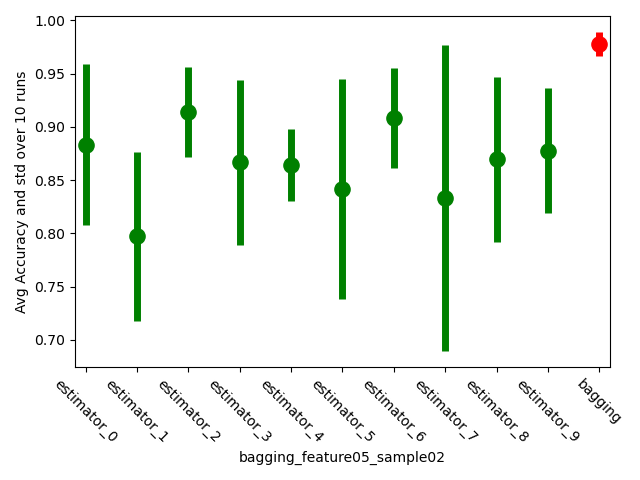 1.00
0.95
0.90
0.85
0.80
0.75
0.70
Avg Accuracy and std over 10 runs
estimator_0
estimator_1
estimator_2
estimator_3
estimator_4
estimator_5
estimator_6
estimator_7
estimator_8
estimator_9
bagging
bagging_feature05_sample02